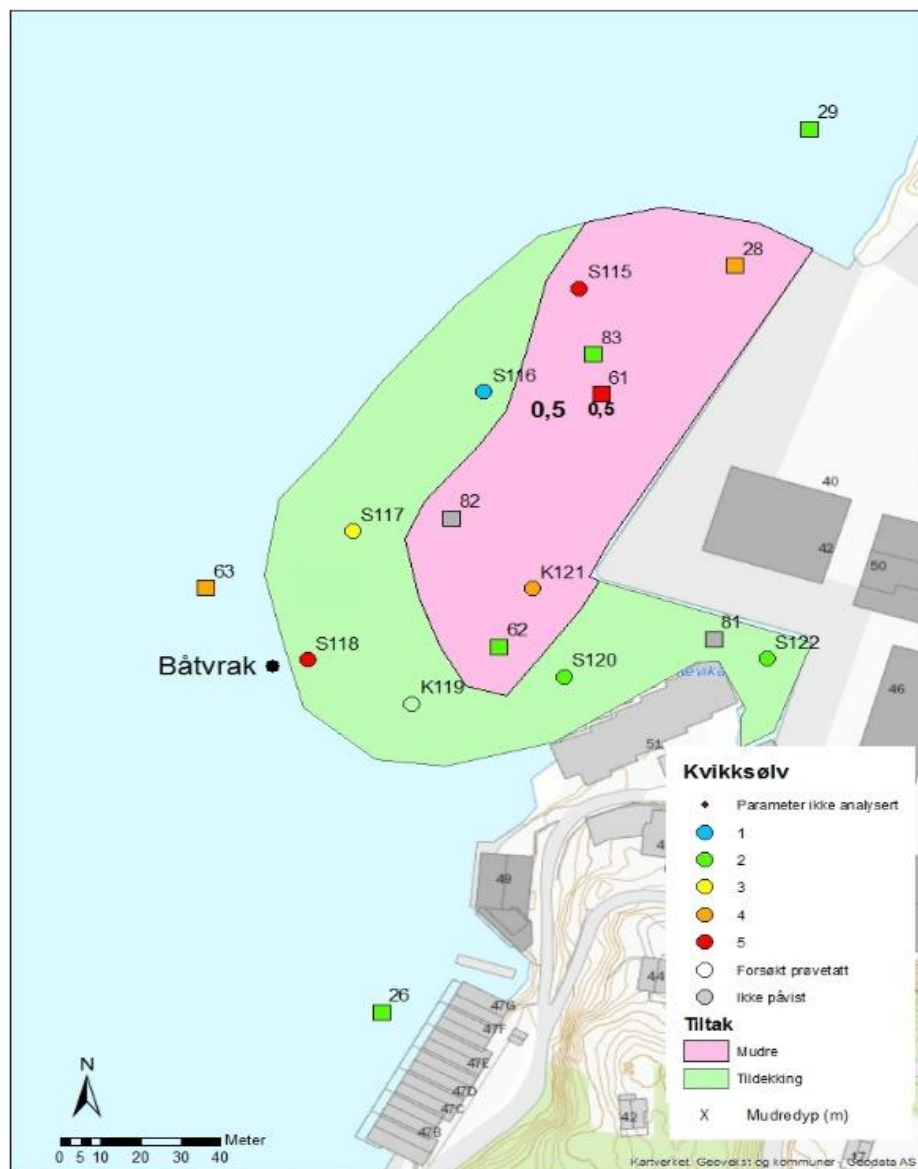 29
28
S115
83
61
S116
0,5 0,5
82
S117
40
42
50
63
K121
62
81
S122
S118
Båtvrak
S120
K119
46
51
Kvikksølv
Parameter ikke analysert
1
2
3
4
5
Forsøkt prøvetatt
Ikke påvist
Tiltak
Mudre
Tildekking
X Mudredyp (m)
49
44
26
47G
47F
47E
47D
47C
47B
42
N
Meter
0 5 10 20 30 40
Kartverket, Geovekst og kommuner - Geodata AS